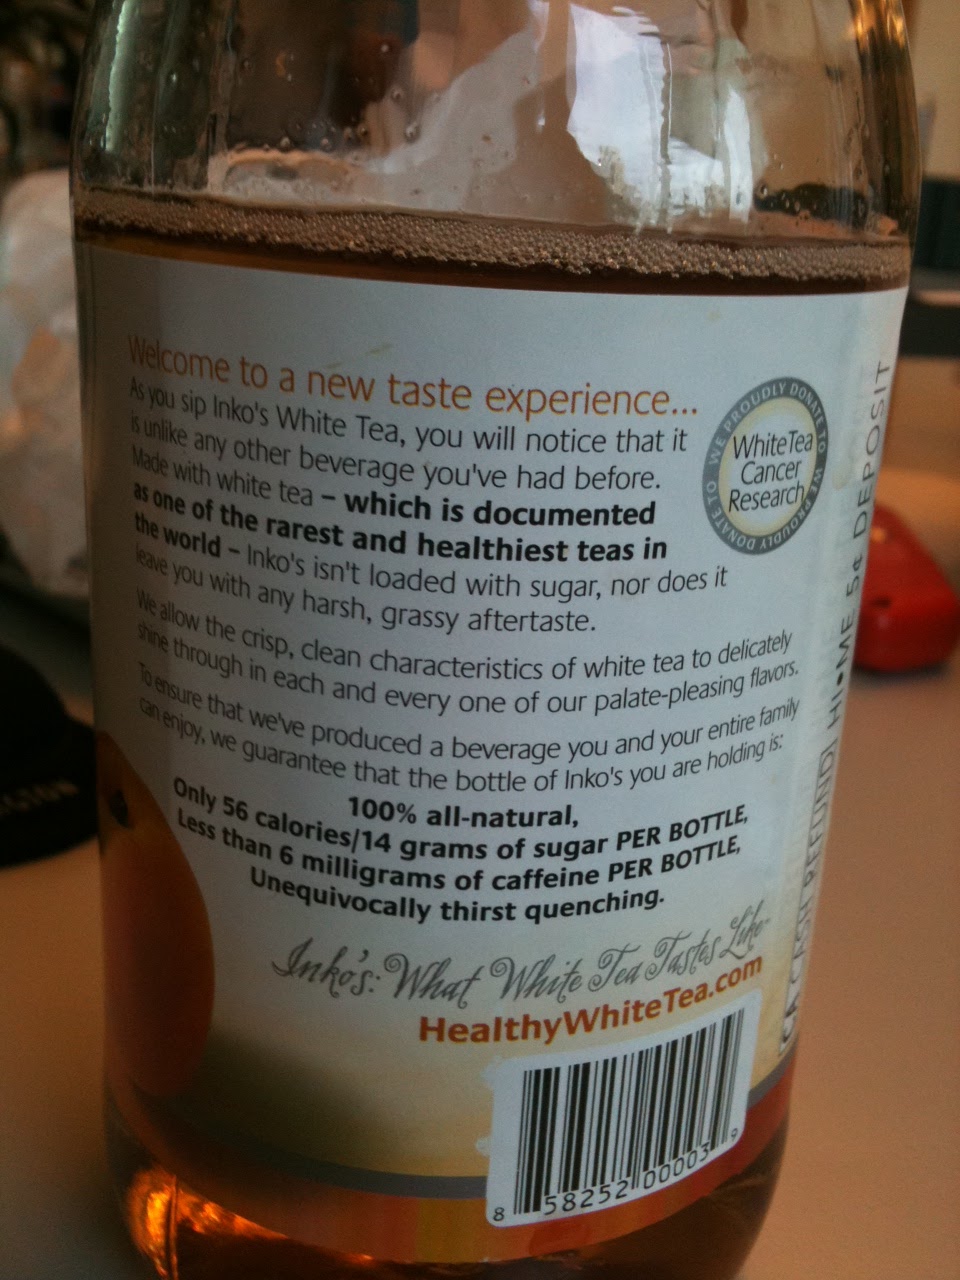 Welcome to a new taste experience...
As you sip Inko's White Tea, you will notice that it
is unlike any other beverage you've had before.
Made with white tea – which is documented
as one of the rarest and healthiest teas in
the world – Inko's isn't loaded with sugar, nor does it
leave you with any harsh, grassy aftertaste.
We allow the crisp, clean characteristics of white tea to delicately
shine through in each and every one of our palate-pleasing flavors.
To ensure that we've produced a beverage you and your entire family
can enjoy, we guarantee that the bottle of Inko's you are holding is:
100% all-natural,
Only 56 calories/14 grams of sugar PER BOTTLE,
Less than 6 milligrams of caffeine PER BOTTLE,
Unequivocally thirst quenching.
Inko's: What White Tea Tastes Like
HealthyWhiteTea.com
WE PROUDLY DONATE TO WE PROUDLY DONATE TO
White Tea
Cancer
Research
CA CASH REFUND HI•ME 5¢ DEPOSIT
8 58252 00003 9